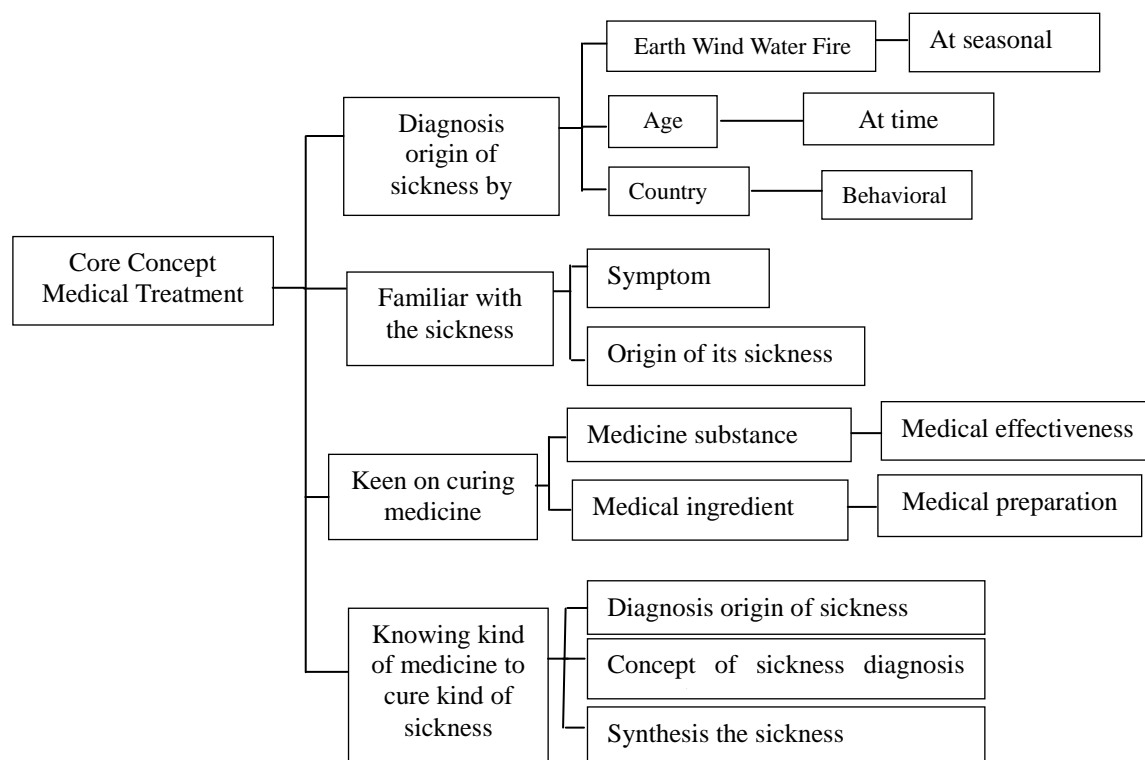 Core Concept
Medical Treatment
Diagnosis
origin of
sickness by
Earth Wind Water Fire
At seasonal
Age
At time
Country
Behavioral
Familiar with
the sickness
Symptom
Origin of its sickness
Keen on curing
medicine
Medicine substance
Medical effectiveness
Medical ingredient
Medical preparation
Knowing kind
of medicine to
cure kind of
sickness
Diagnosis origin of sickness
Concept of sickness diagnosis
Synthesis the sickness